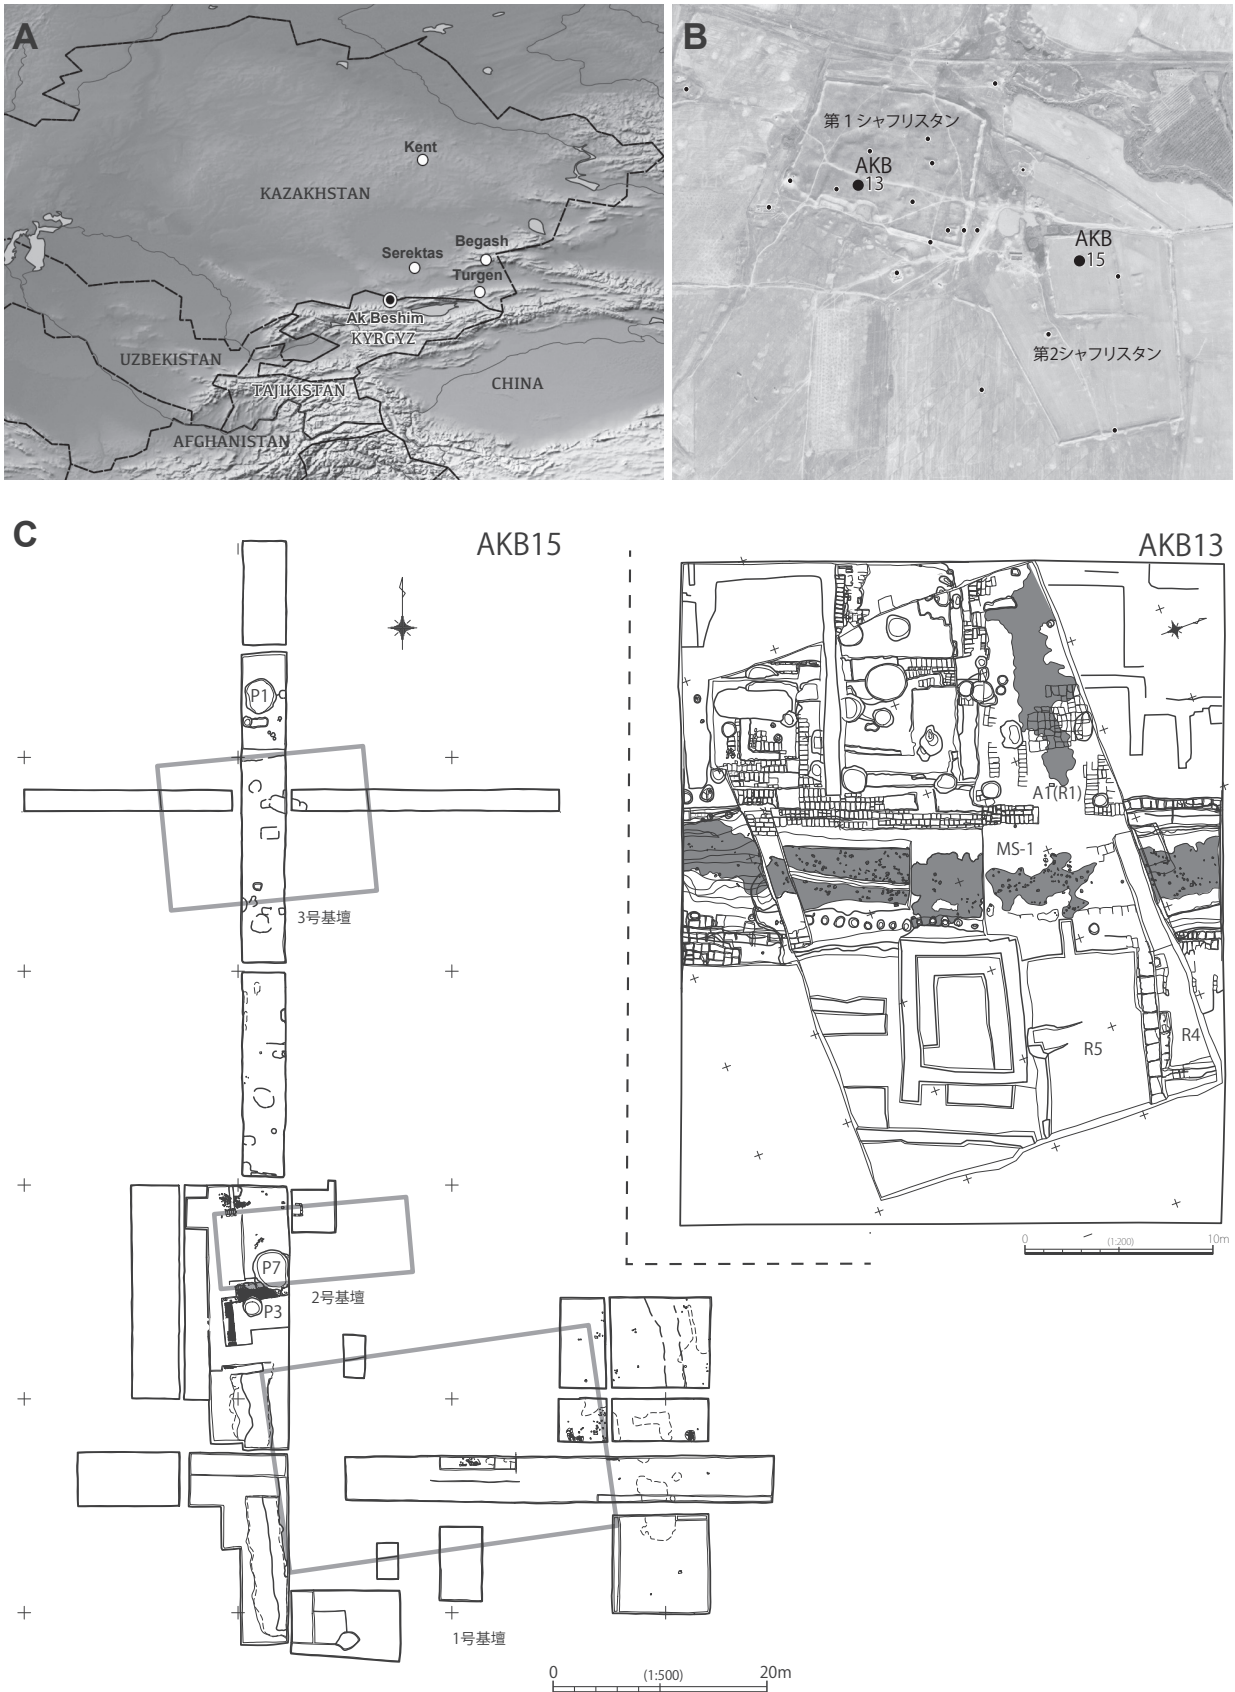 A
Kent
KAZAKHSTAN
Serektas
Begash
Turgen
Ak Beshim
KYRGYZ
UZBEKISTAN
TAJIKISTAN
CHINA
AFGHANISTAN
B
第1シャフリスタン
AKB
13
AKB
15
第2シャフリスタン
C
AKB15
P1
3号基壇
P7
2号基壇
P3
1号基壇
0
(1:500)
20m
AKB13
A1(R1)
MS-1
R5
R4
0
(1:200)
10m